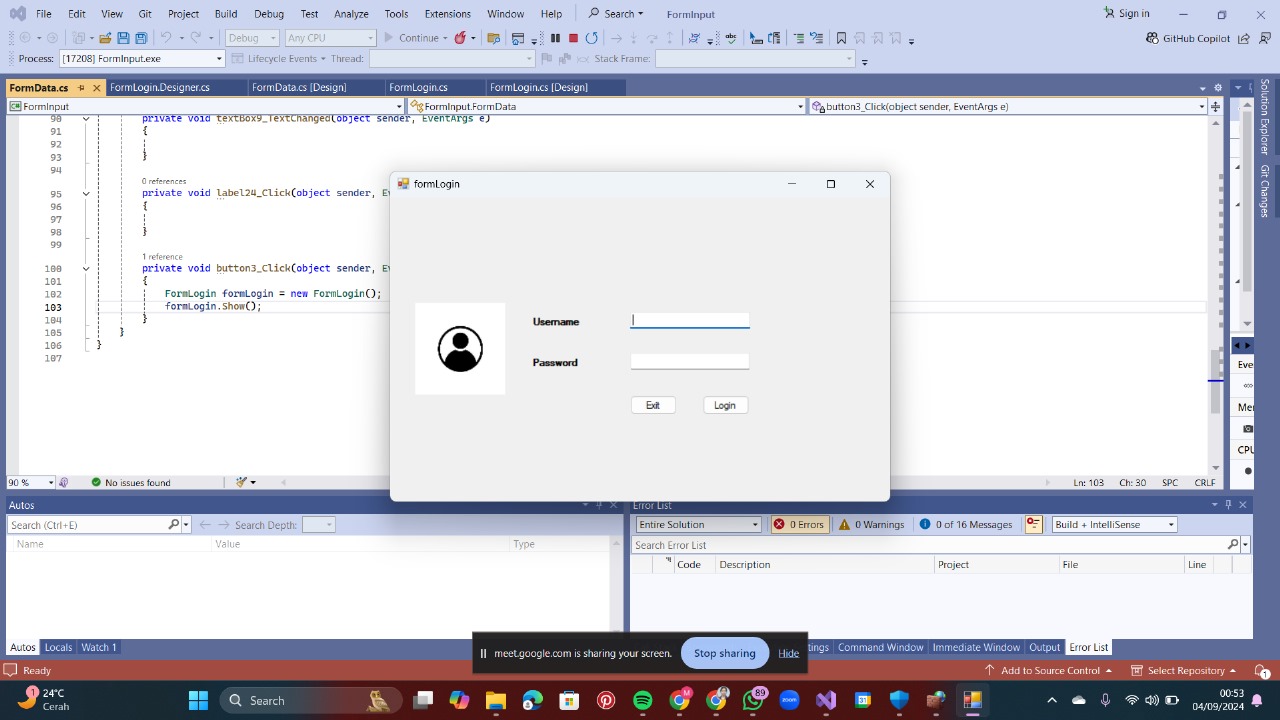 File Edit View Git Project Build Debug Test Analyze Tools Extensions Window Help Search FormInput Sign in
Debug Any CPU Continue GitHub Copilot
Process: [17208] FormInput.exe Lifecycle Events Thread: Stack Frame:
FormData.cs FormLogin.Designer.cs FormData.cs [Design] FormLogin.cs FormLogin.cs [Design]
FormInput FormInput.FormData button3_Click(object sender, EventArgs e)
90 private void textBox9_TextChanged(object sender, EventArgs e)
91 {
92
93 }
94
0 references
95 private void label24_Click(object sender, E
96 {
97
98 }
99
1 reference
100 private void button3_Click(object sender, E
101 {
102 FormLogin formLogin = new FormLogin();
103 formLogin.Show();
104 }
105 }
106 }
107
formLogin
Username
Password
Exit Login
Solution Explorer
Git Changes
Eve
Me
CPU
90 % No issues found Ln: 103 Ch: 30 SPC CRLF
Autos
Search (Ctrl+E) Search Depth:
Name Value Type
Autos Locals Watch 1
Error List
Entire Solution 0 Errors 0 Warnings 0 of 16 Messages Build + IntelliSense
Search Error List
Code Description Project File Line
tings Command Window Immediate Window Output Error List
meet.google.com is sharing your screen. Stop sharing Hide
Ready Add to Source Control Select Repository 1
1 24°C
Cerah
Search
M
89
zoom
31
00:53
04/09/2024